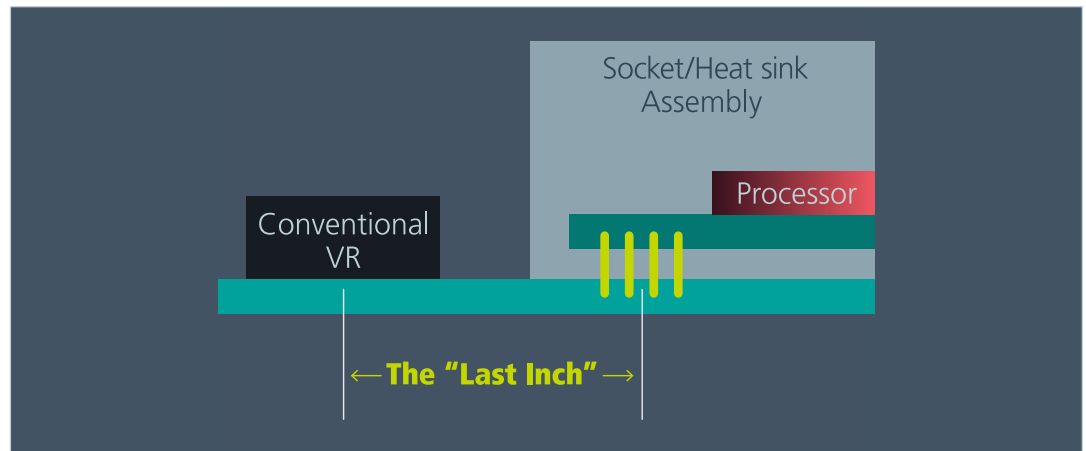 Socket/Heat sink
Assembly
Processor
Conventional
VR
The “Last Inch”